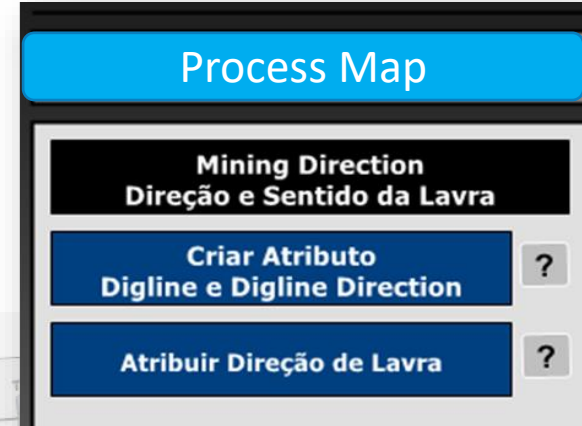 Process Map
Mining Direction
Direção e Sentido da Lavra
Criar Atributo
Digline e Digline Direction
?
Atribuir Direção de Lavra
?